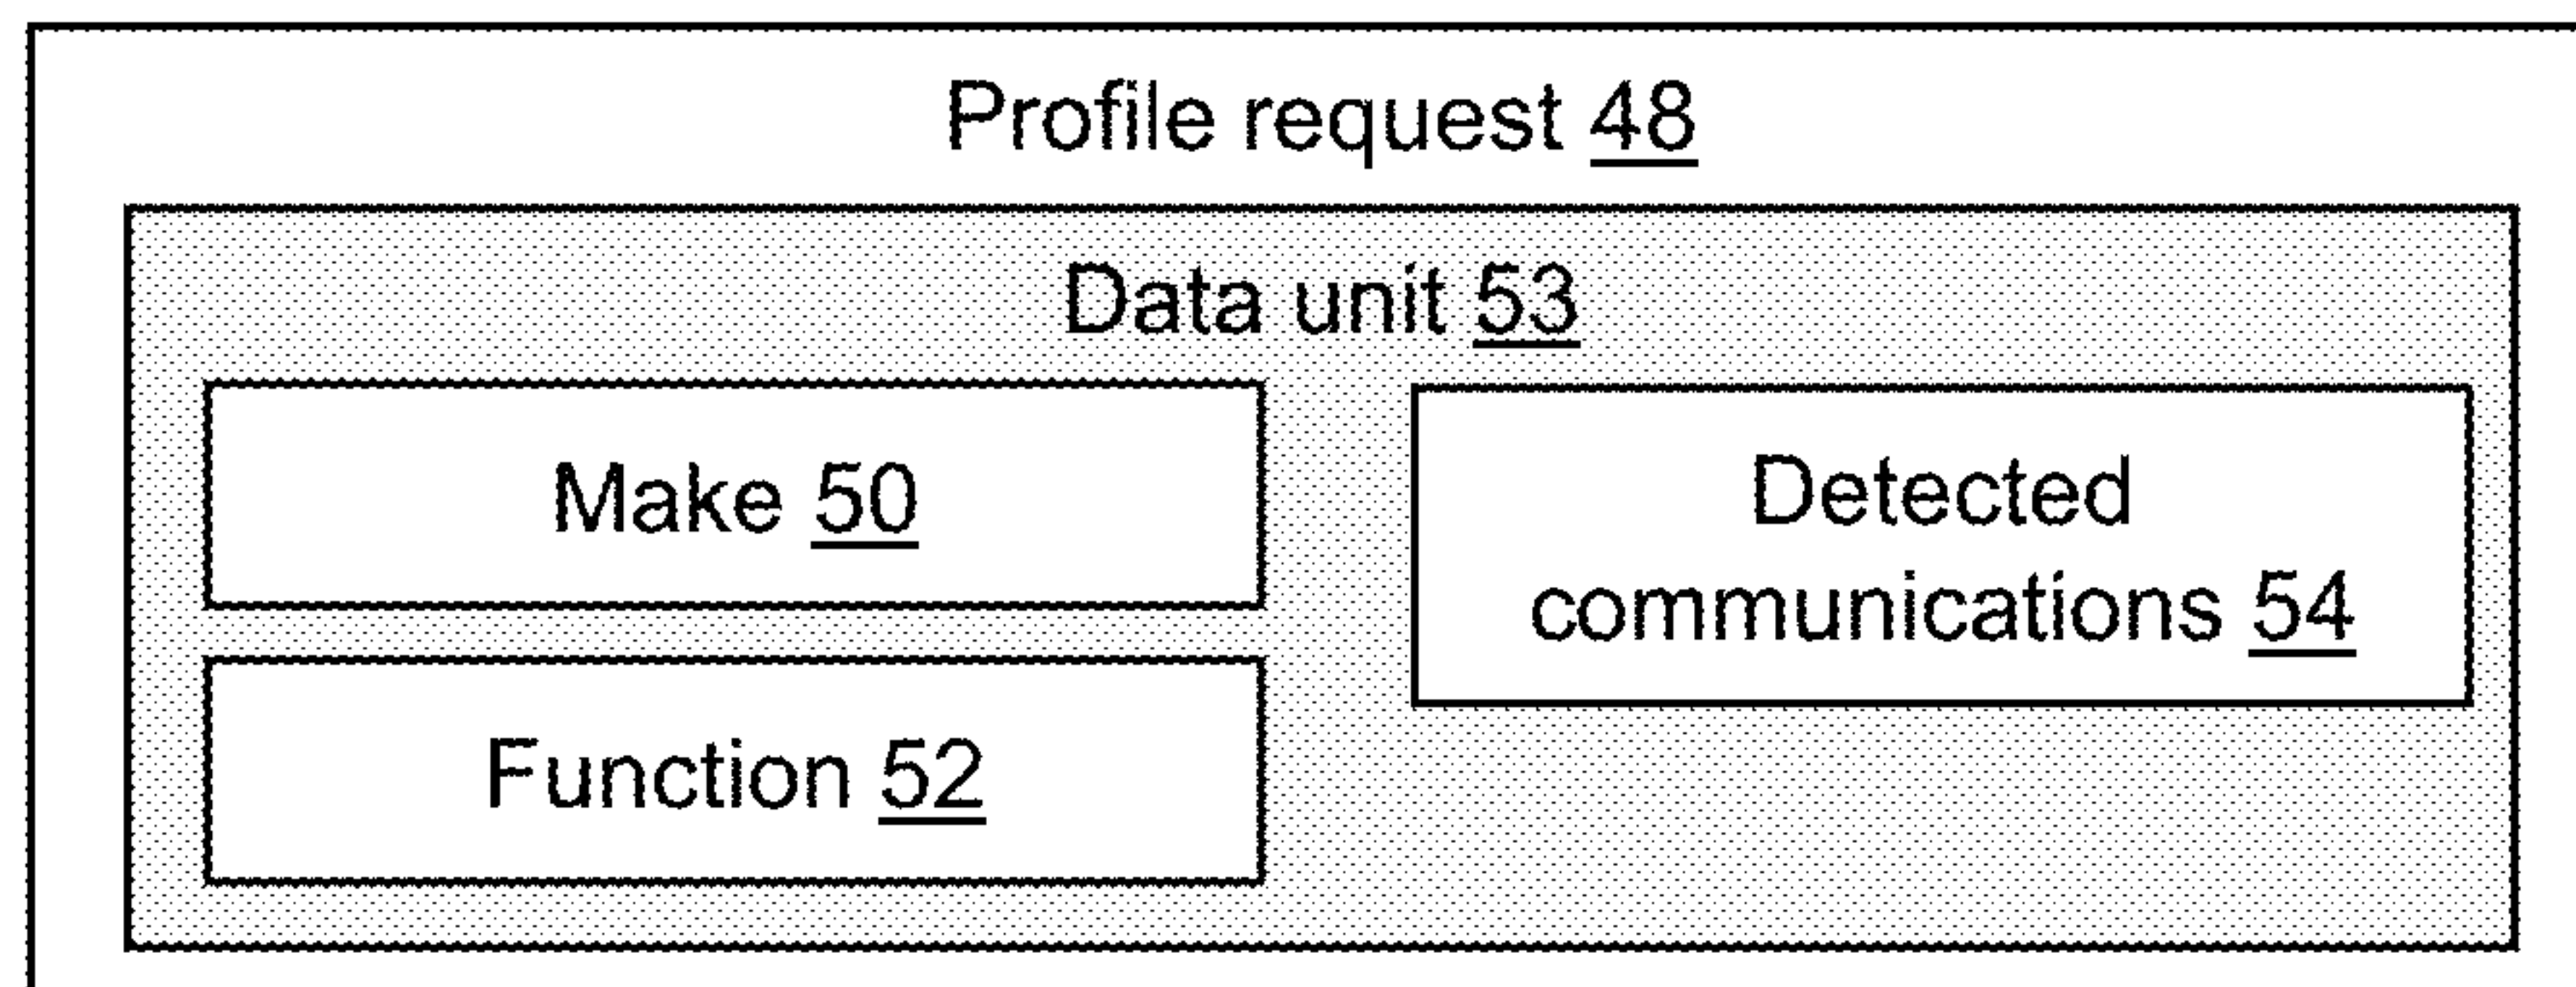 Profile request 48
Data unit 53
Make 50
Function 52
Detected
communications 54